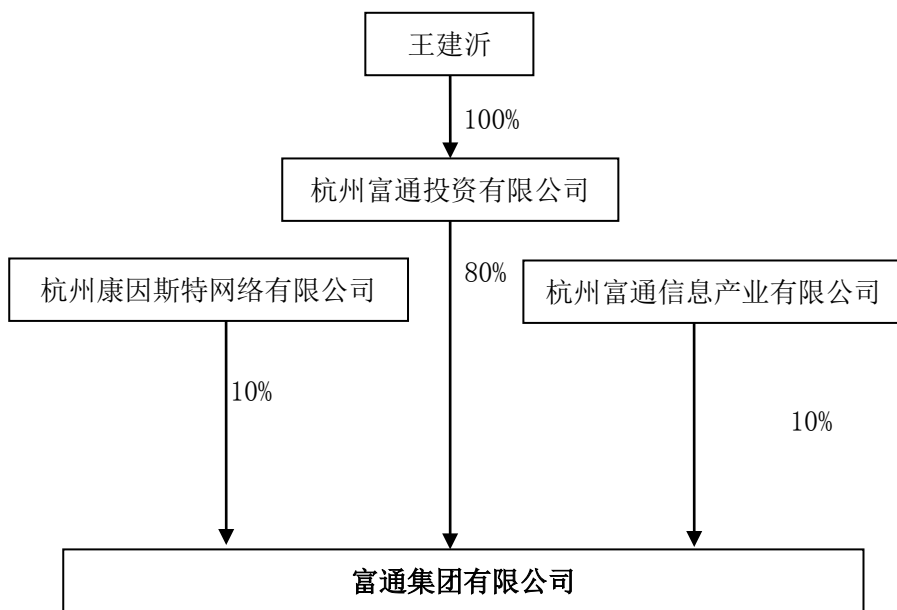 王建沂
100%
杭州富通投资有限公司
80%
杭州康因斯特网络有限公司
杭州富通信息产业有限公司
10%
10%
富通集团有限公司